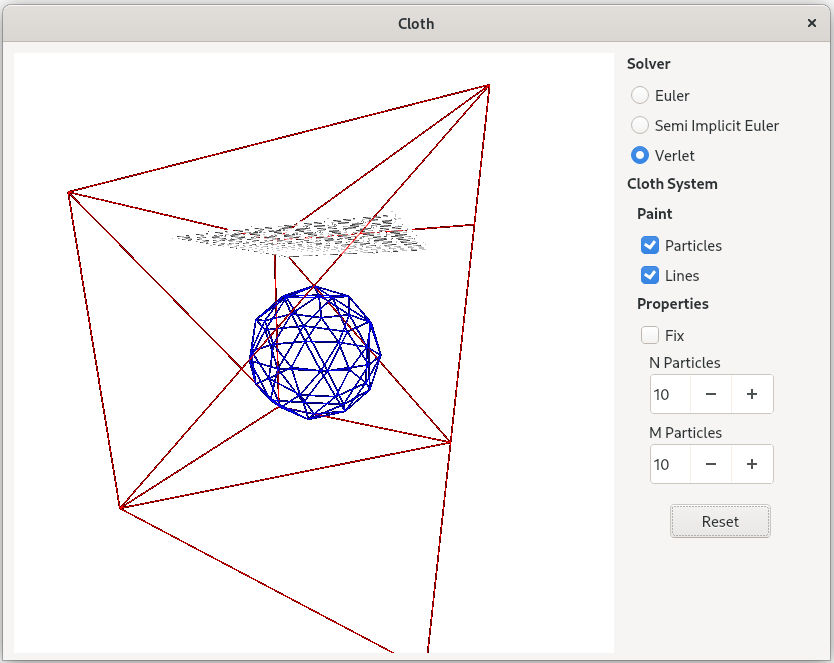 Cloth
Solver
Euler
Semi Implicit Euler
Verlet
Cloth System
Paint
Particles
Lines
Properties
Fix
N Particles
10
M Particles
10
Reset